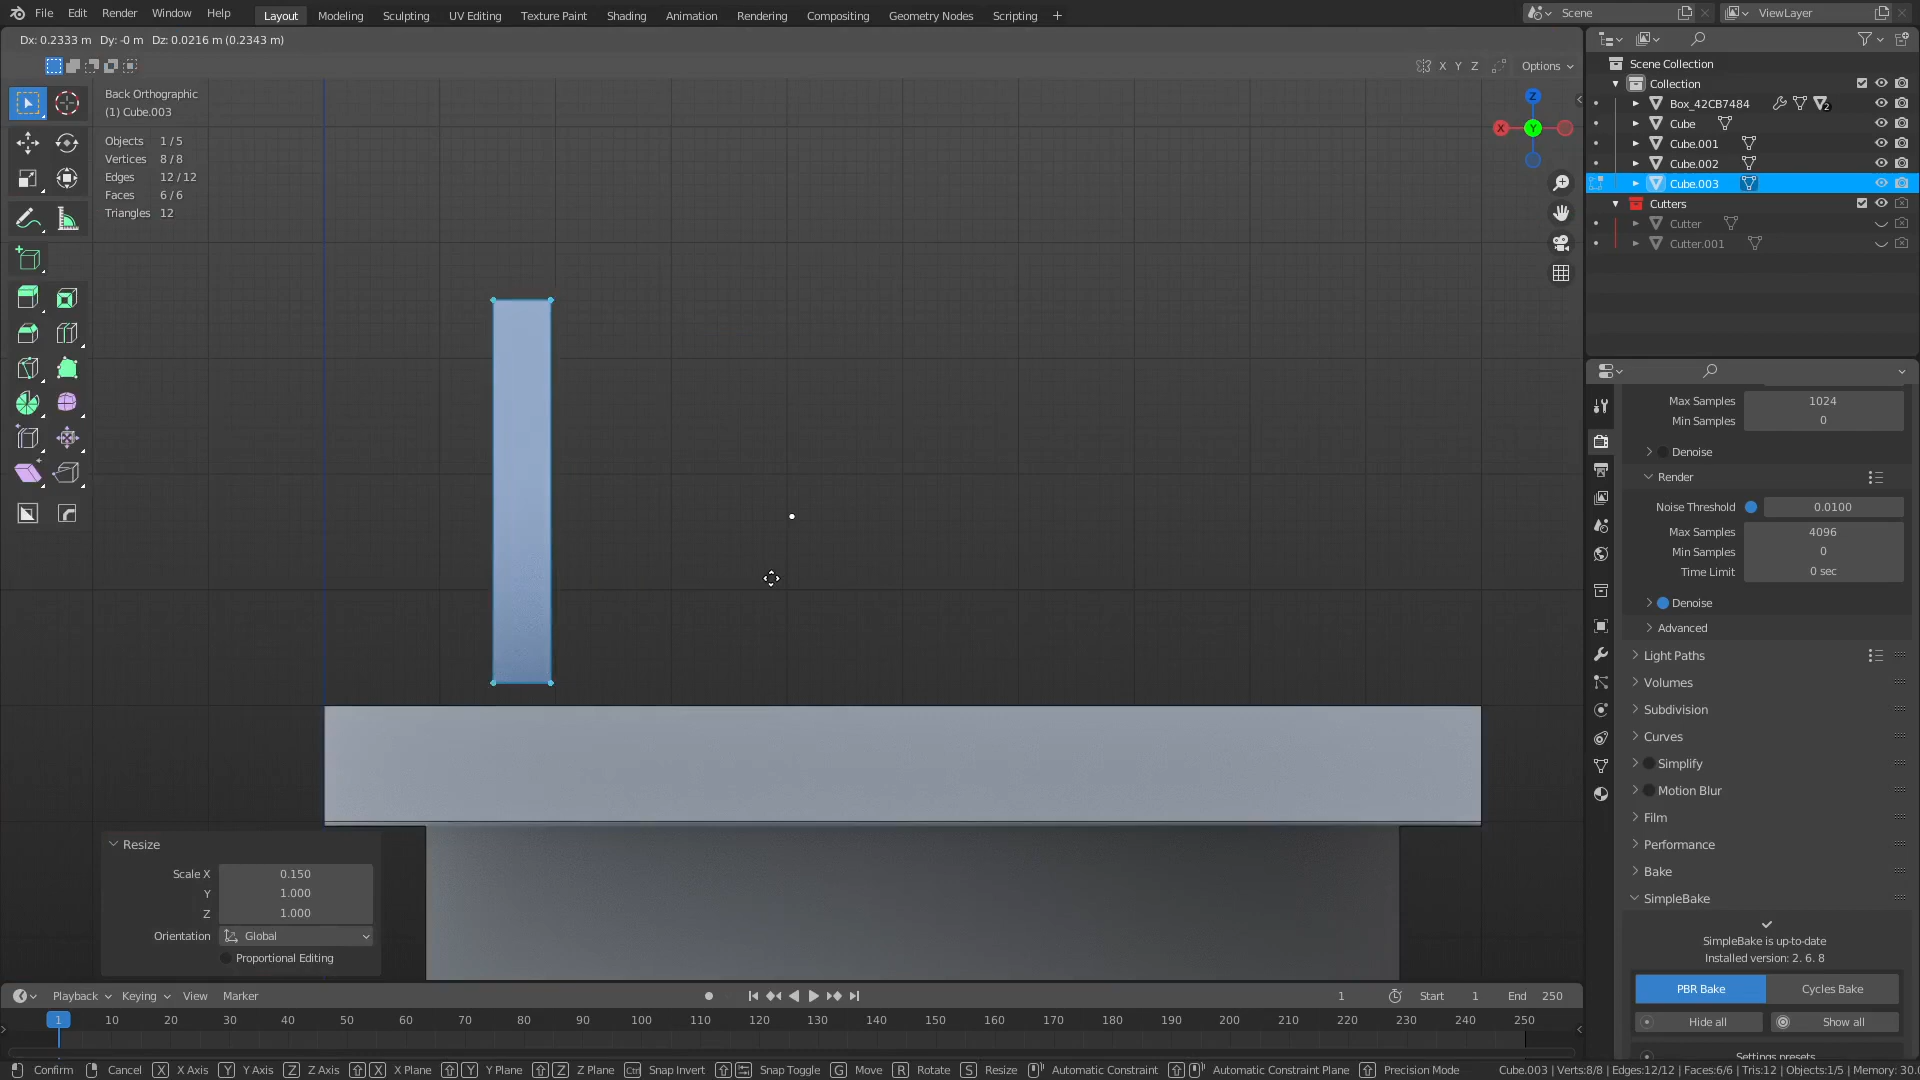 File Edit Render Window Help
Layout Modeling Sculpting UV Editing Texture Paint Shading Animation Rendering Compositing Geometry Nodes Scripting +
Scene
ViewLayer
Dx: 0.2333 m Dy: -0 m Dz: 0.0216 m (0.2343 m)
X Y Z
Options
Back Orthographic
(1) Cube.003
Objects 1 / 5
Vertices 8 / 8
Edges 12 / 12
Faces 6 / 6
Triangles 12
Z
X
Y
Scene Collection
Collection
Box_42CB7484 2
Cube
Cube.001
Cube.002
Cube.003
Cutters
Cutter
Cutter.001
Max Samples 1024
Min Samples 0
Denoise
Render
Noise Threshold 0.0100
Max Samples 4096
Min Samples 0
Time Limit 0 sec
Denoise
Advanced
Light Paths
Volumes
Subdivision
Curves
Simplify
Motion Blur
Film
Performance
Bake
SimpleBake
SimpleBake is up-to-date
Installed version: 2. 6. 8
PBR Bake Cycles Bake
Hide all Show all
Settings presets
Resize
Scale X 0.150
Y 1.000
Z 1.000
Orientation Global
Proportional Editing
Playback Keying View Marker
1 Start 1 End 250
1 10 20 30 40 50 60 70 80 90 100 110 120 130 140 150 160 170 180 190 200 210 220 230 240 250
Confirm Cancel X X Axis Y Y Axis Z Z Axis X X Plane Y Y Plane Z Z Plane Ctrl Snap Invert Snap Toggle G Move R Rotate S Resize Automatic Constraint Automatic Constraint Plane Precision Mode
Cube.003 | Verts:8/8 | Edges:12/12 | Faces:6/6 | Tris:12 | Objects:1/5 | Memory: 30.